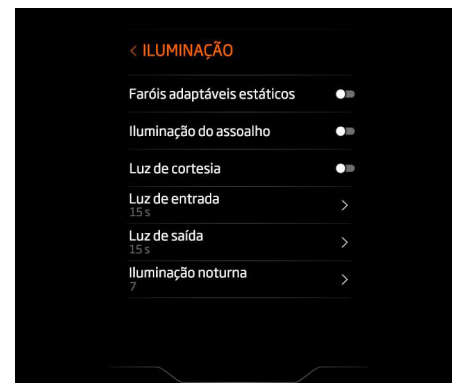 < ILUMINAÇÃO
Faróis adaptáveis estáticos
Iluminação do assoalho
Luz de cortesia
Luz de entrada
15 s
Luz de saída
15 s
Iluminação noturna
7